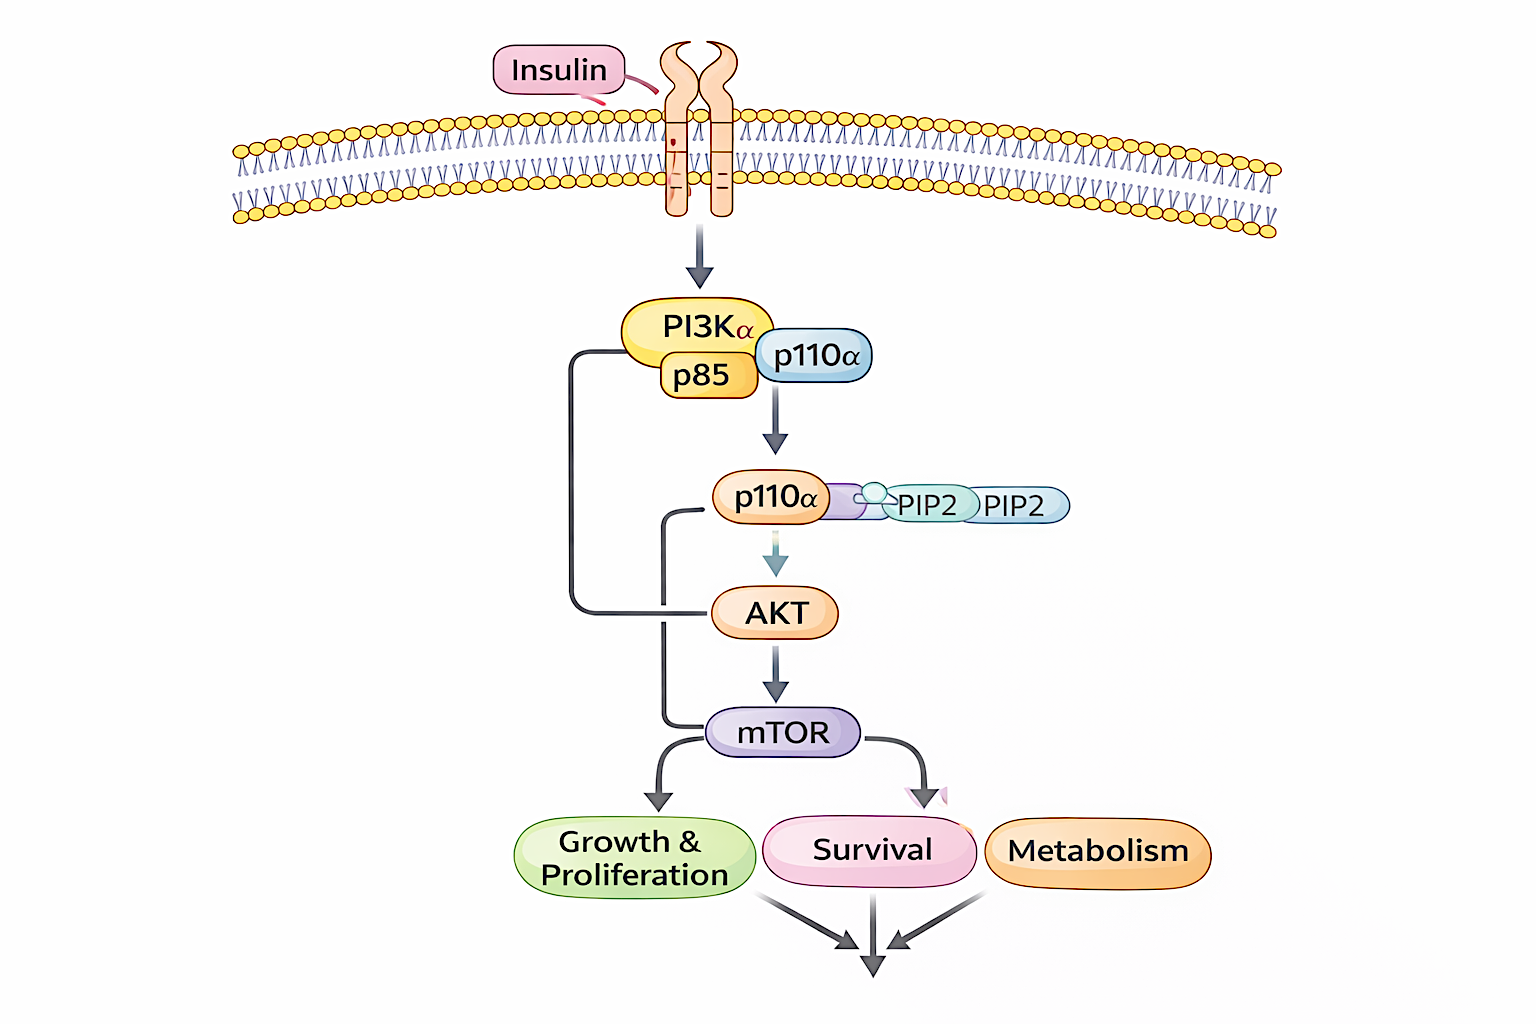 Insulin
PI3Kα
p110α
p85
p110α
PIP2
PIP2
AKT
mTOR
Growth &
Proliferation
Survival
Metabolism